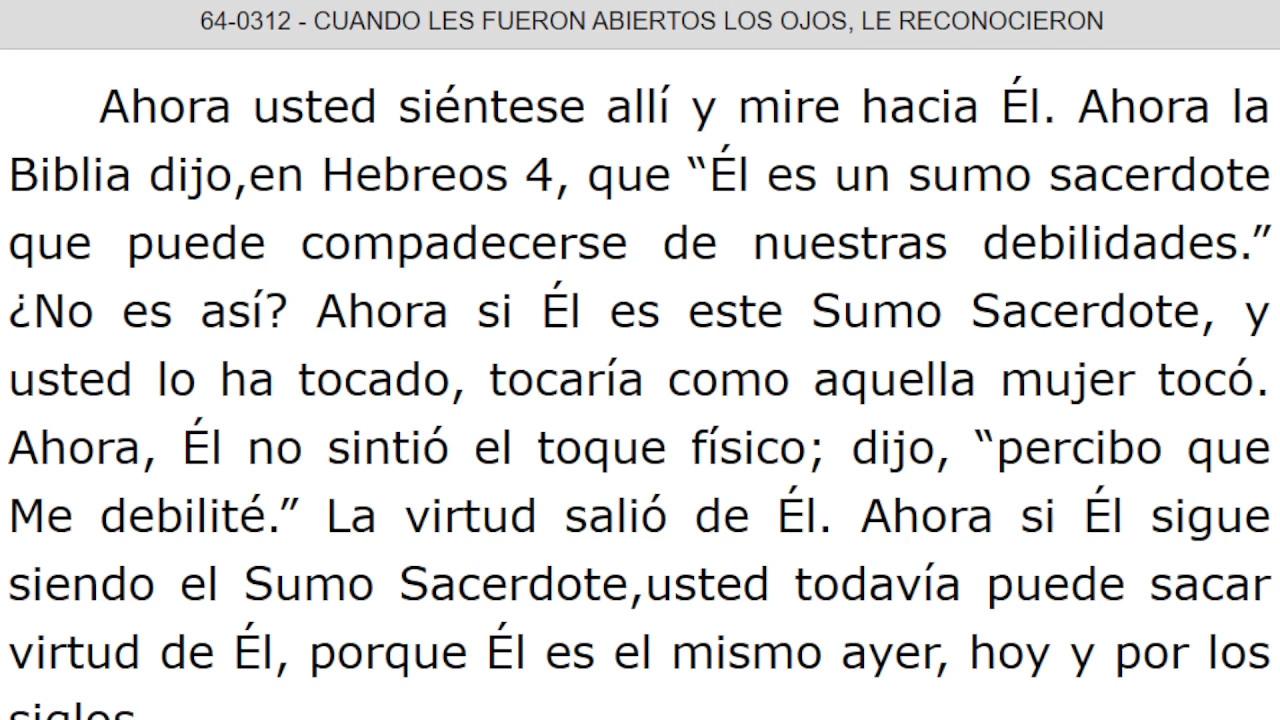 64-0312 - CUANDO LES FUERON ABIERTOS LOS OJOS, LE RECONOCIERON
Ahora usted siéntese allí y mire hacia Él. Ahora la
Biblia dijo,en Hebreos 4, que “Él es un sumo sacerdote
que puede compadecerse de nuestras debilidades.”
¿No es así? Ahora si Él es este Sumo Sacerdote, y
usted lo ha tocado, tocaría como aquella mujer tocó.
Ahora, Él no sintió el toque físico; dijo, “percibo que
Me debilité.” La virtud salió de Él. Ahora si Él sigue
siendo el Sumo Sacerdote,usted todavía puede sacar
virtud de Él, porque Él es el mismo ayer, hoy y por los
siglos.